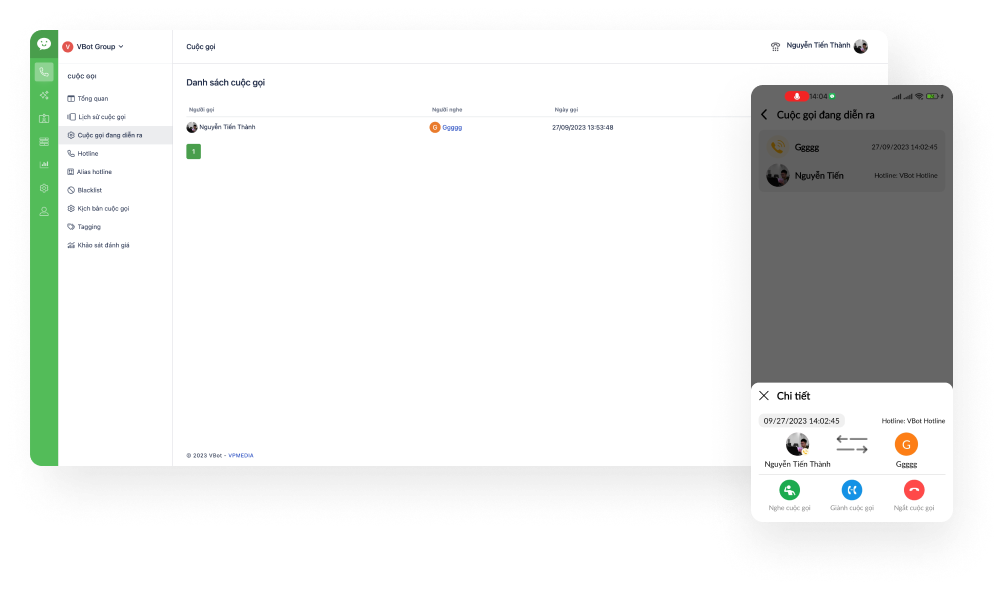 V VBot Group
Cuộc gọi
Nguyễn Tiến Thành
CUỘC GỌI
Tổng quan
Lịch sử cuộc gọi
Cuộc gọi đang diễn ra
Hotline
Alias hotline
Blacklist
Kịch bản cuộc gọi
Tagging
Khảo sát đánh giá
Danh sách cuộc gọi
Người gọi Người nghe Ngày gọi
Nguyễn Tiến Thành G Ggggg 27/09/2023 13:53:48
1
© 2023 VBot - VPMEDIA
14:04
Cuộc gọi đang diễn ra
Ggggg 27/09/2023 14:02:45
Nguyễn Tiến Hotline: VBot Hotline
Chi tiết
09/27/2023 14:02:45 Hotline: VBot Hotline
G
Nguyễn Tiến Thành Ggggg
Nghe cuộc gọi Giành cuộc gọi Ngắt cuộc gọi